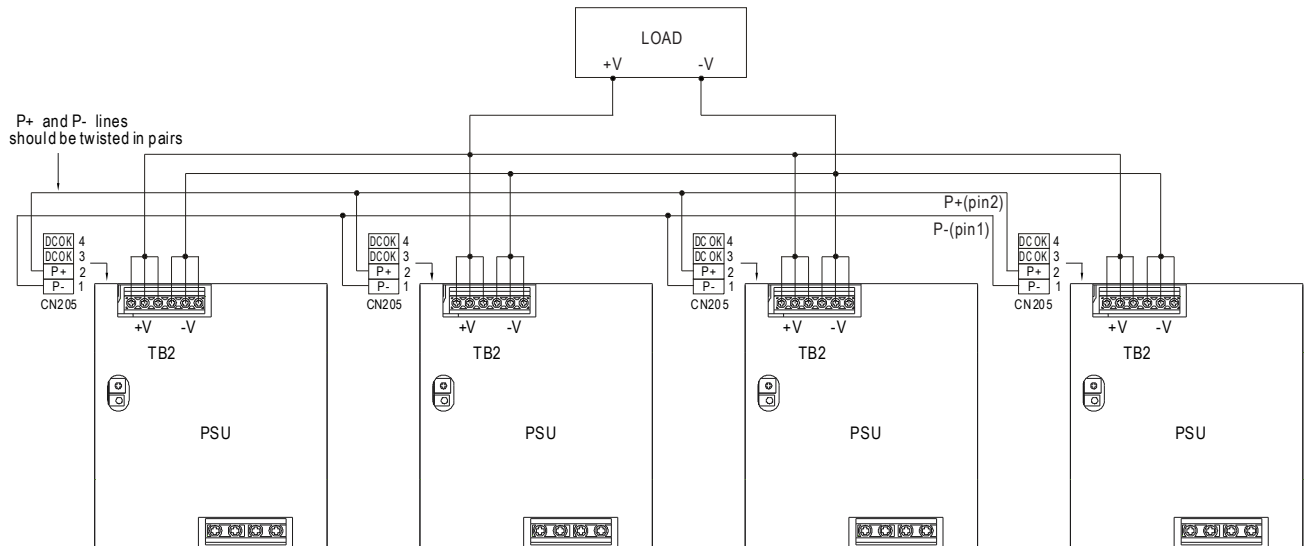 LOAD
+V -V
P+ and P- lines
should be twisted in pairs
P+(pin2)
P-(pin1)
DCOK 4
DCOK 3
P+ 2
P- 1
CN205
DCOK 4
DCOK 3
P+ 2
P- 1
CN205
DCOK 4
DCOK 3
P+ 2
P- 1
CN205
DCOK 4
DCOK 3
P+ 2
P- 1
CN205
+V -V
TB2
PSU
+V -V
TB2
PSU
+V -V
TB2
PSU
+V -V
TB2
PSU